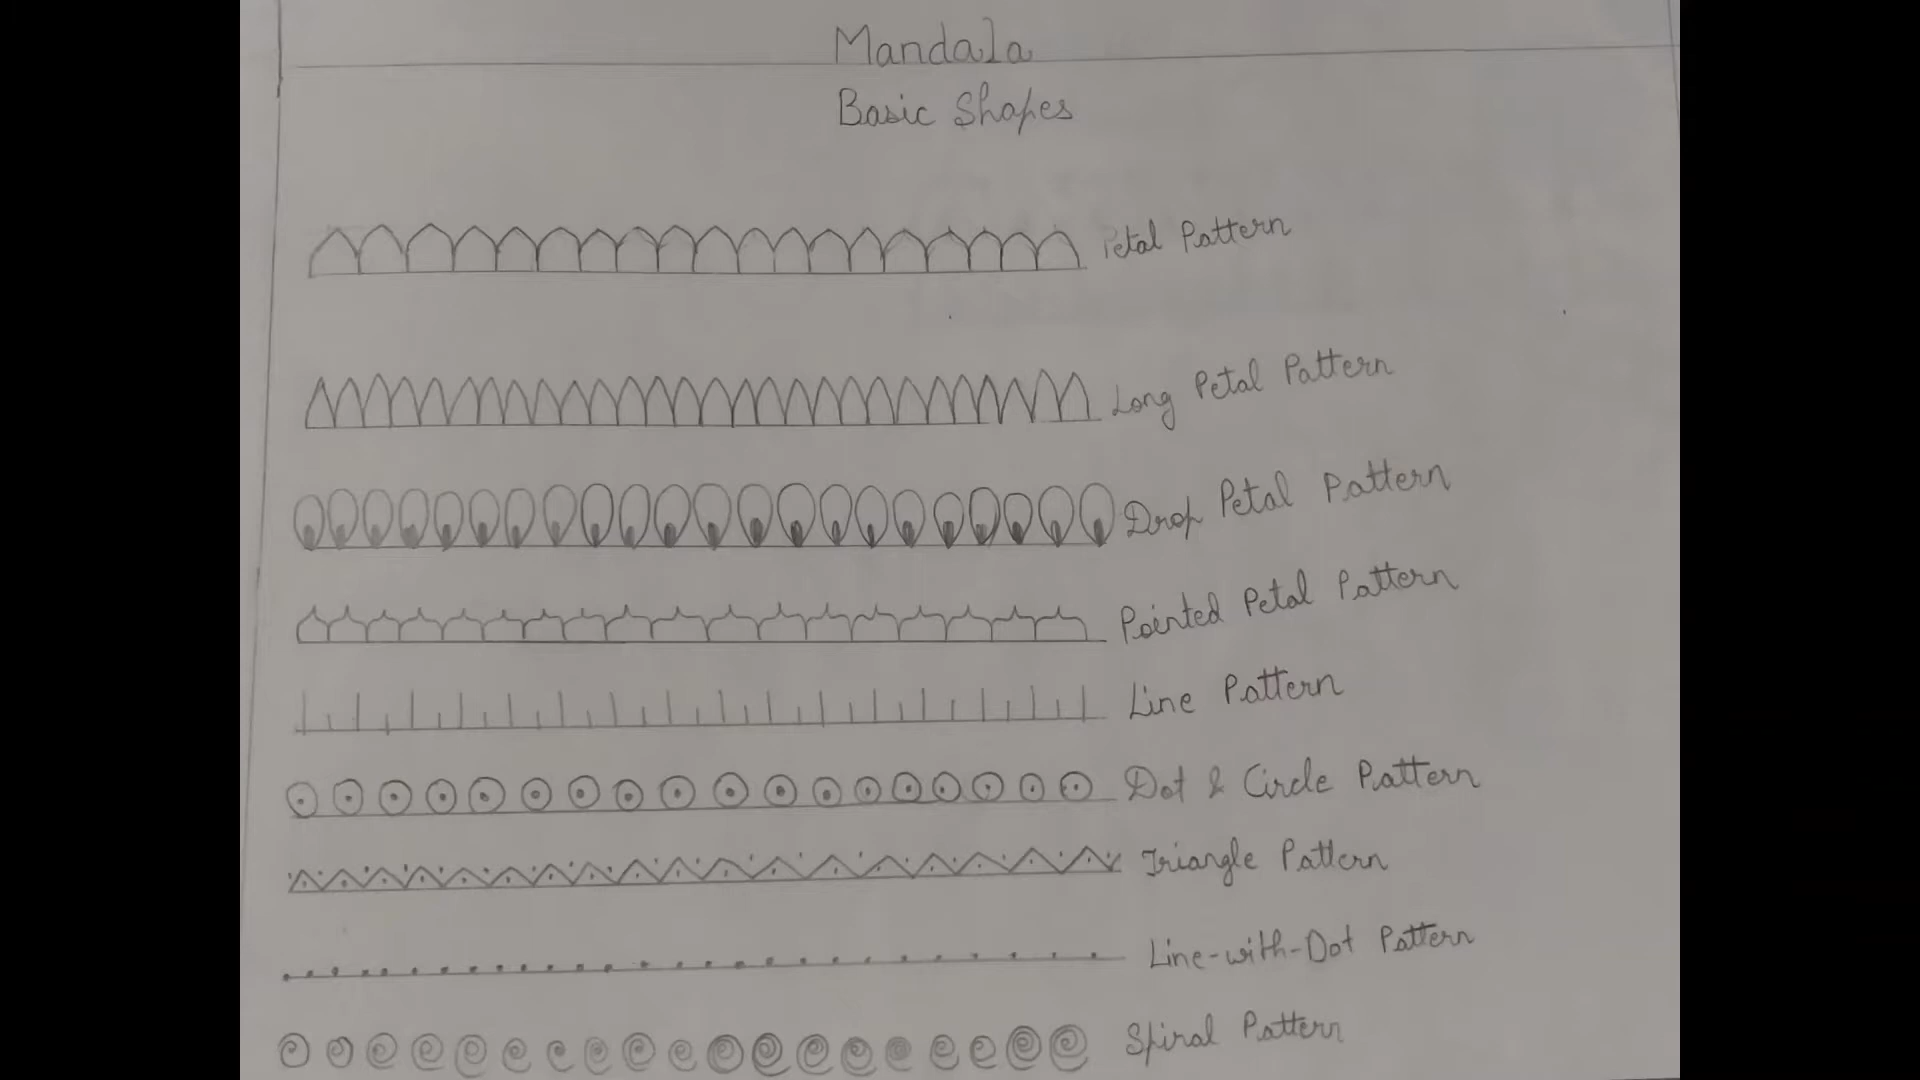 Mandala
Basic Shapes
Petal Pattern
Long Petal Pattern
Drop Petal Pattern
Pointed Petal Pattern
Line Pattern
Dot & Circle Pattern
Triangle Pattern
Line-with-Dot Pattern
Spiral Pattern